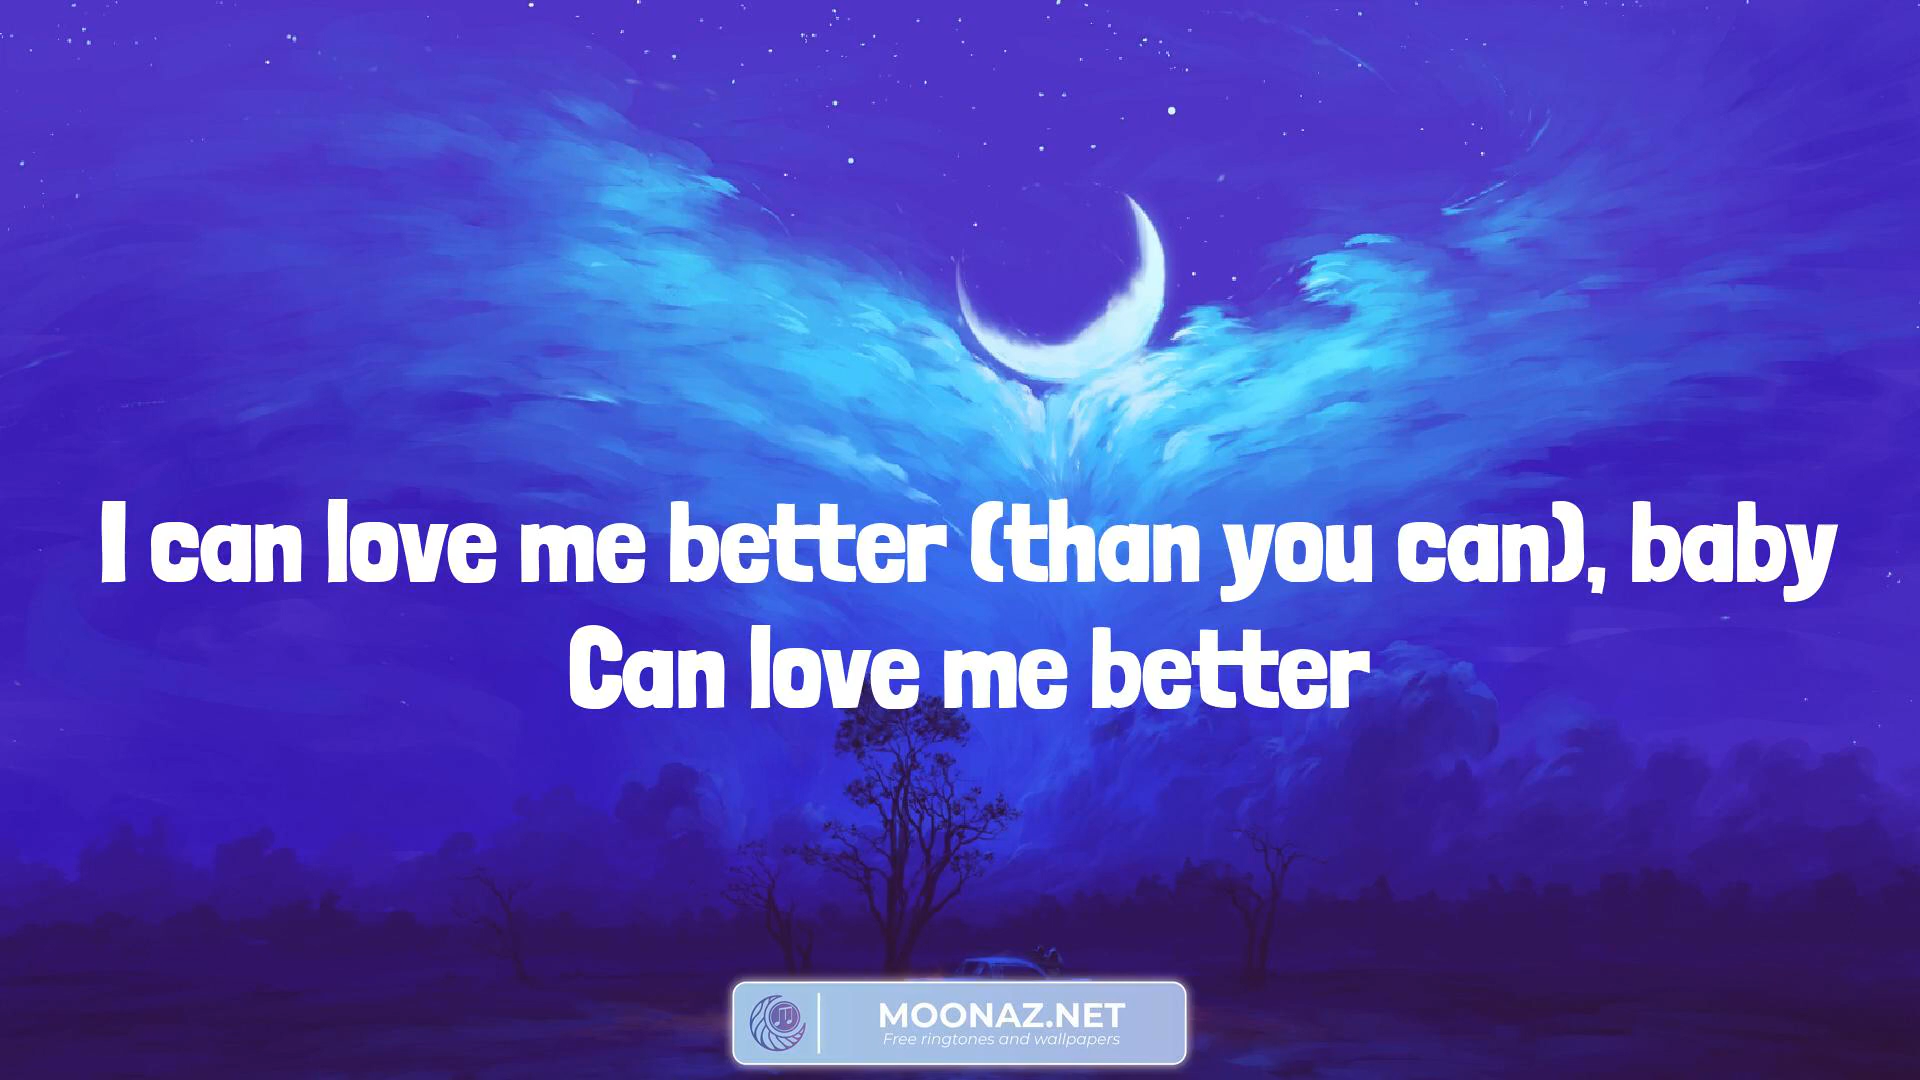 I can love me better (than you can), baby
Can love me better
MOONAZ.NET
Free ringtones and wallpapers